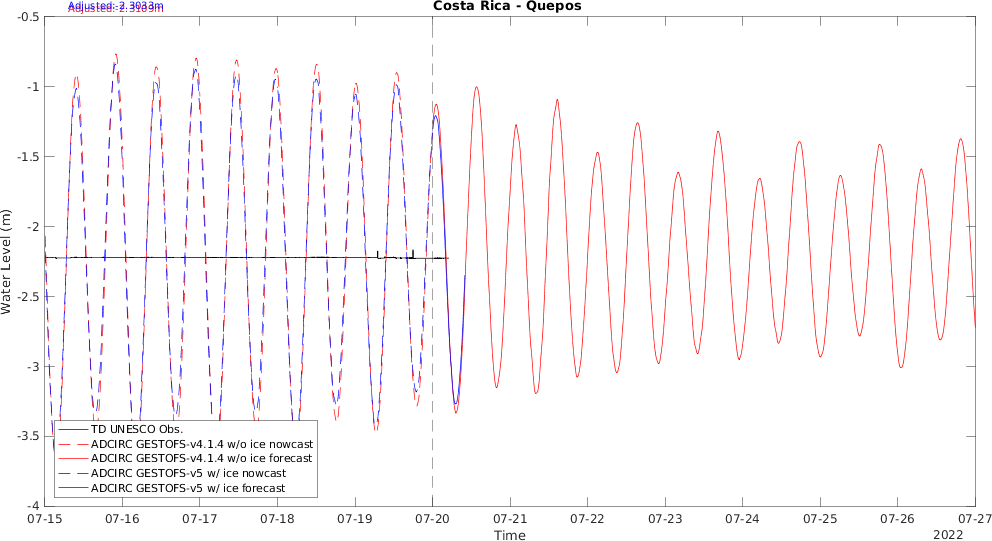 Costa Rica - Quepos
Adjusted:-2.3033m
-0.5
-1
-1.5
-2
-2.5
-3
-3.5
-4
Water Level (m)
TD UNESCO Obs.
ADCIRC GESTOFS-v4.1.4 w/o ice nowcast
ADCIRC GESTOFS-v4.1.4 w/o ice forecast
ADCIRC GESTOFS-v5 w/ ice nowcast
ADCIRC GESTOFS-v5 w/ ice forecast
07-15 07-16 07-17 07-18 07-19 07-20 07-21 07-22 07-23 07-24 07-25 07-26 07-27
Time
2022